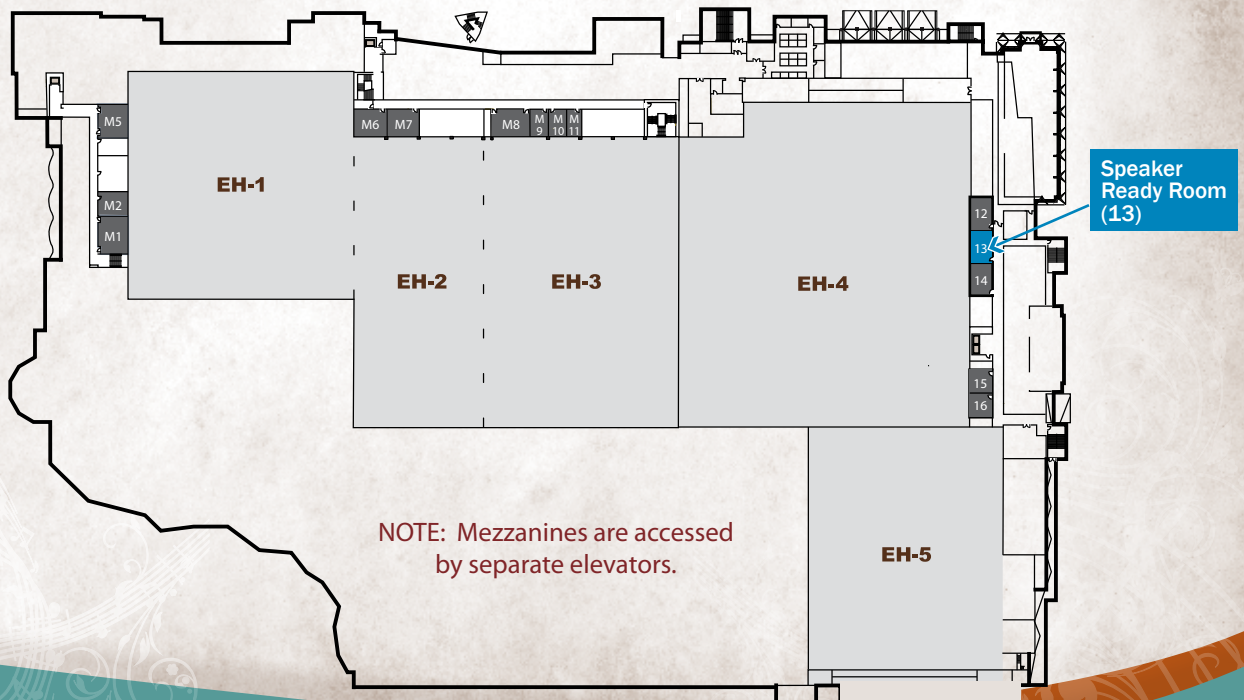 M5
M6
M7
M8
M
9
M
10
M
11
EH-1
M2
M1
Speaker
Ready Room
(13)
12
13
14
EH-2
EH-3
EH-4
15
16
NOTE: Mezzanines are accessed
by separate elevators.
EH-5